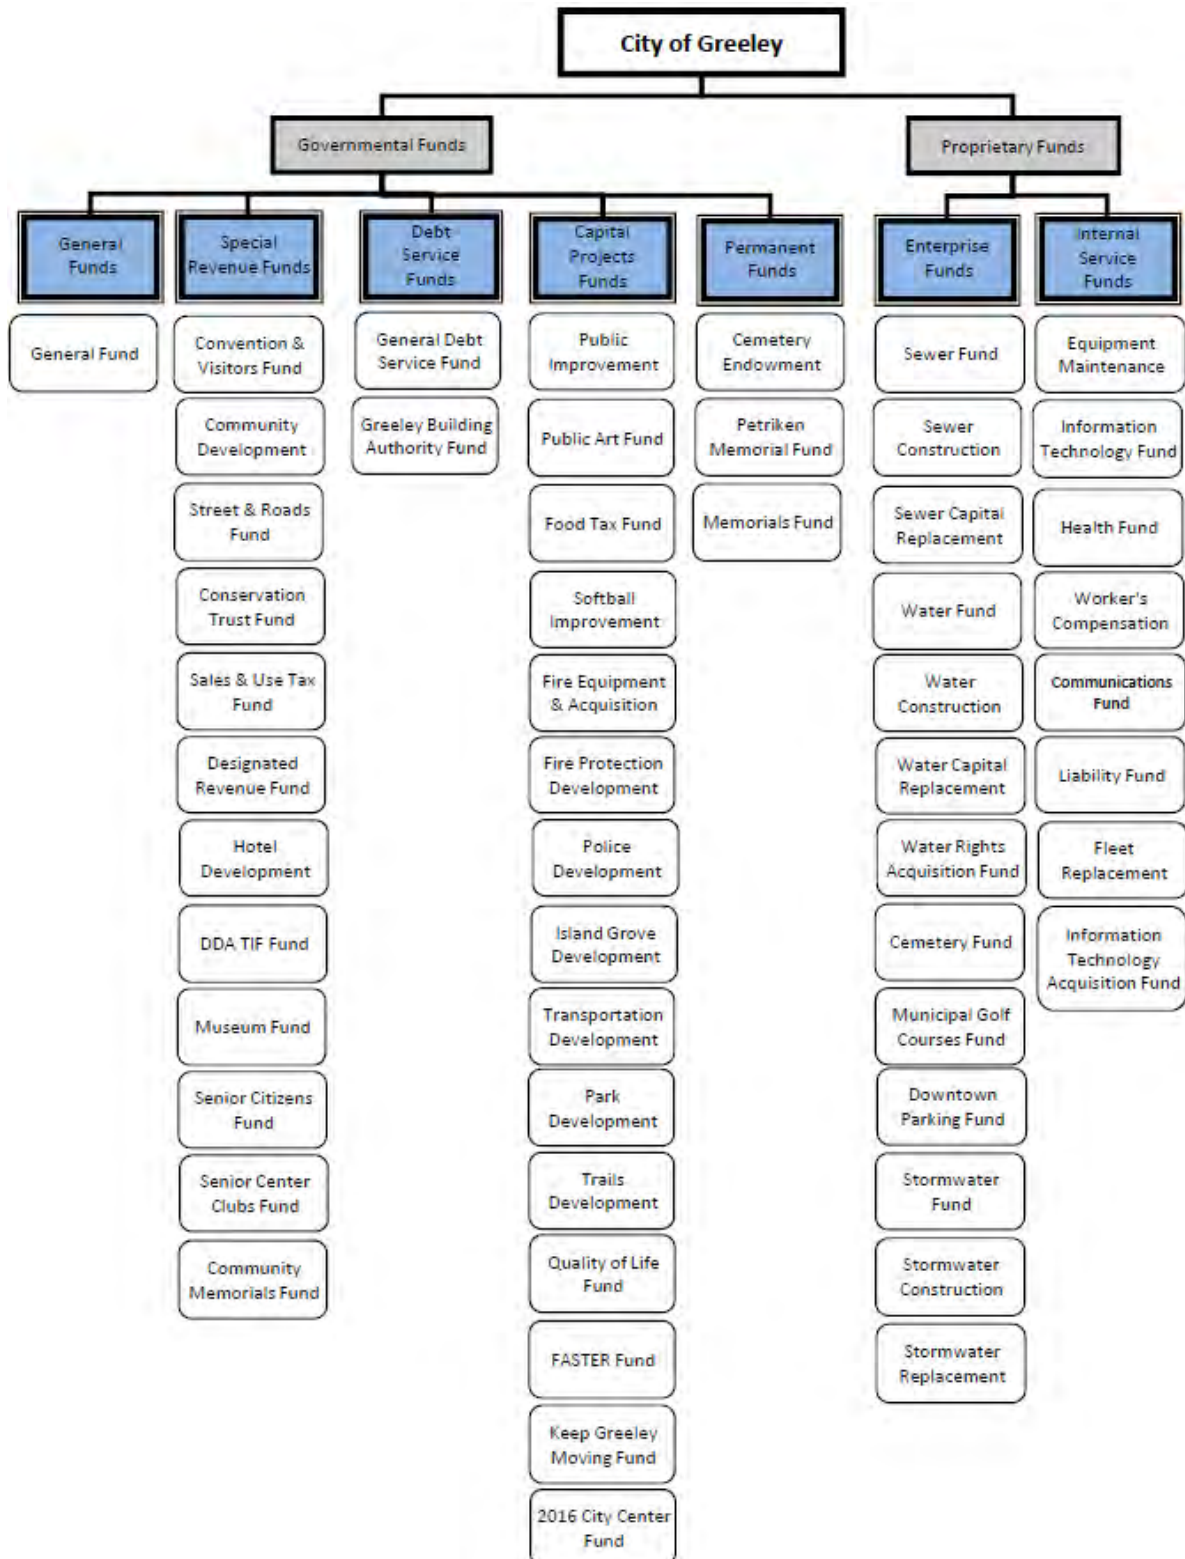 City of Greeley
Governmental Funds
Proprietary Funds
General
Funds
Special
Revenue Funds
Debt
Service
Funds
Capital
Projects
Funds
Permanent
Funds
Enterprise
Funds
Internal
Service
Funds
General Fund
Convention &
Visitors Fund
Community
Development
Street & Roads
Fund
Conservation
Trust Fund
Sales & Use Tax
Fund
Designated
Revenue Fund
Hotel
Development
DDA TIF Fund
Museum Fund
Senior Citizens
Fund
Senior Center
Clubs Fund
Community
Memorials Fund
General Debt
Service Fund
Greeley Building
Authority Fund
Public
Improvement
Public Art Fund
Food Tax Fund
Softball
Improvement
Fire Equipment
& Acquisition
Fire Protection
Development
Police
Development
Island Grove
Development
Transportation
Development
Park
Development
Trails
Development
Quality of Life
Fund
FASTER Fund
Keep Greeley
Moving Fund
2016 City Center
Fund
Cemetery
Endowment
Petriken
Memorial Fund
Memorials Fund
Sewer Fund
Sewer
Construction
Sewer Capital
Replacement
Water Fund
Water
Construction
Water Capital
Replacement
Water Rights
Acquisition Fund
Cemetery Fund
Municipal Golf
Courses Fund
Downtown
Parking Fund
Stormwater
Fund
Stormwater
Construction
Stormwater
Replacement
Equipment
Maintenance
Information
Technology Fund
Health Fund
Worker's
Compensation
Communications
Fund
Liability Fund
Fleet
Replacement
Information
Technology
Acquisition Fund